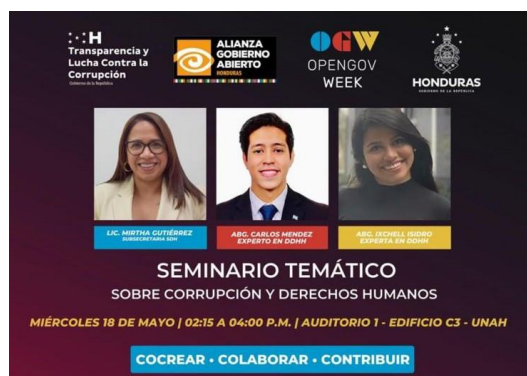 Transparencia y
Lucha Contra la
Corrupción
Gobierno de la República
ALIANZA
GOBIERNO
ABIERTO
HONDURAS
OGW
OPENGOV
WEEK
HONDURAS
GOBIERNO DE LA REPÚBLICA
LIC. MIRTHA GUTIÉRREZ
SUBSECRETARIA SDH
ABG. CARLOS MENDEZ
EXPERTO EN DDHH
ABG. IXCHELL ISIDRO
EXPERTA EN DDHH
SEMINARIO TEMÁTICO
SOBRE CORRUPCIÓN Y DERECHOS HUMANOS
MIÉRCOLES 18 DE MAYO | 02:15 A 04:00 P.M. | AUDITORIO 1 - EDIFICIO C3 - UNAH
COCREAR • COLABORAR • CONTRIBUIR